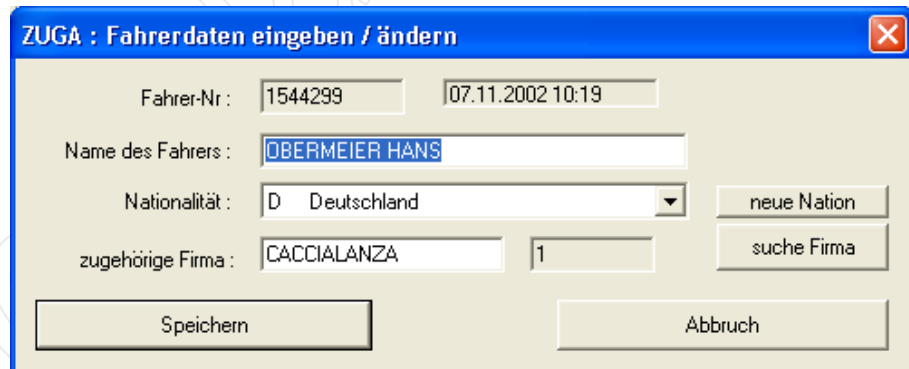 ZUGA : Fahrerdaten eingeben / ändern
Fahrer-Nr : 1544299 07.11.2002 10:19
Name des Fahrers : OBERMEIER HANS
Nationalität : D Deutschland neue Nation
zugehörige Firma : CACCIALANZA 1 suche Firma
Speichern Abbruch